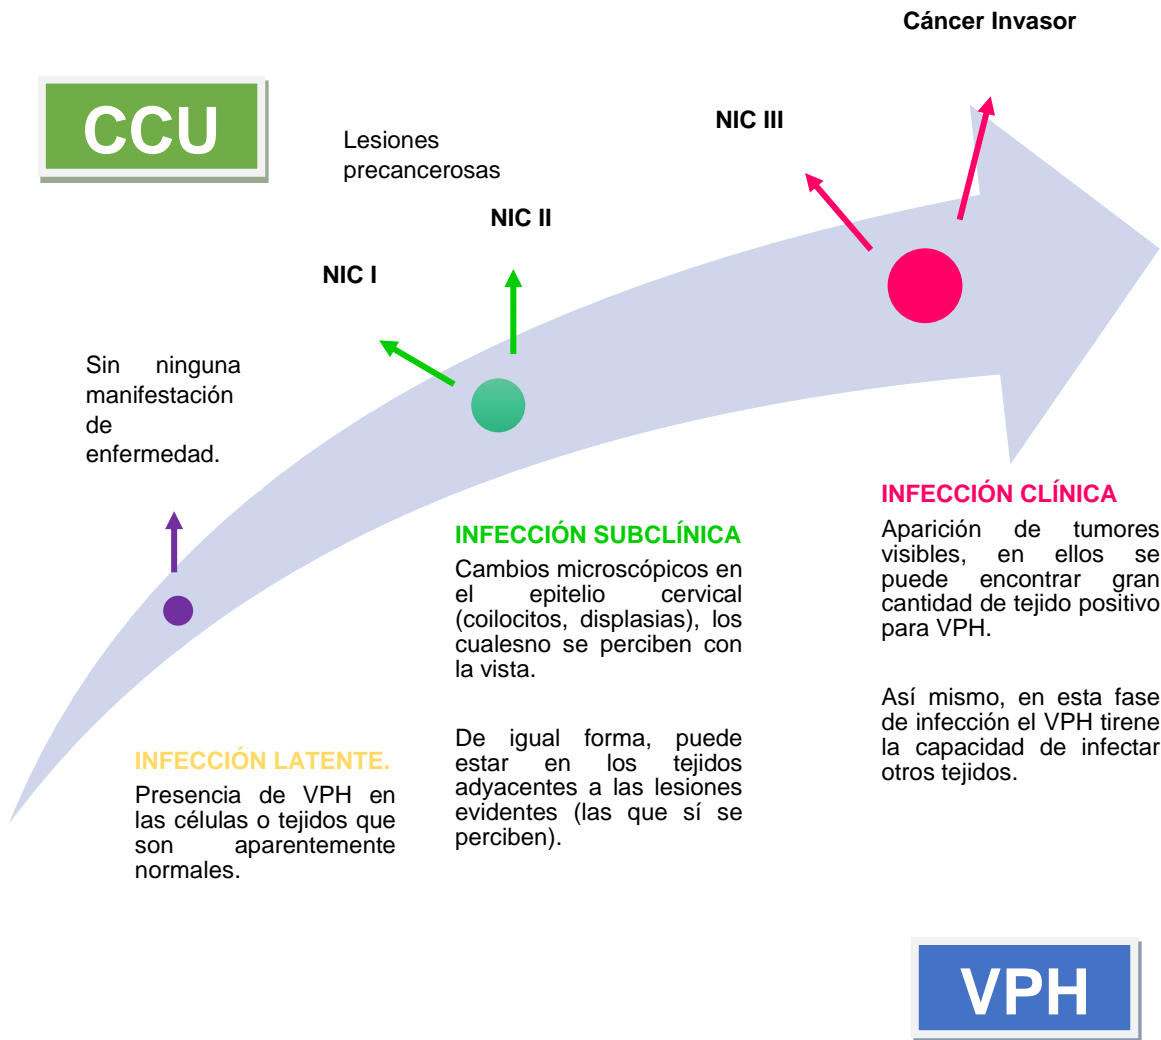 Cáncer Invasor
CCU
NIC III
Lesiones
precancerosas
NIC II
NIC I
Sin ninguna
manifestación
de
enfermedad.
INFECCIÓN LATENTE.
Presencia de VPH en
las células o tejidos que
son aparentemente
normales.
INFECCIÓN SUBCLÍNICA
Cambios microscópicos en
el epitelio cervical
(coilocitos, displasias), los
cualesno se perciben con
la vista.
De igual forma, puede
estar en los tejidos
adyacentes a las lesiones
evidentes (las que sí se
perciben).
INFECCIÓN CLÍNICA
Aparición de tumores
visibles, en ellos se
puede encontrar gran
cantidad de tejido positivo
para VPH.
Así mismo, en esta fase
de infección el VPH tirene
la capacidad de infectar
otros tejidos.
VPH